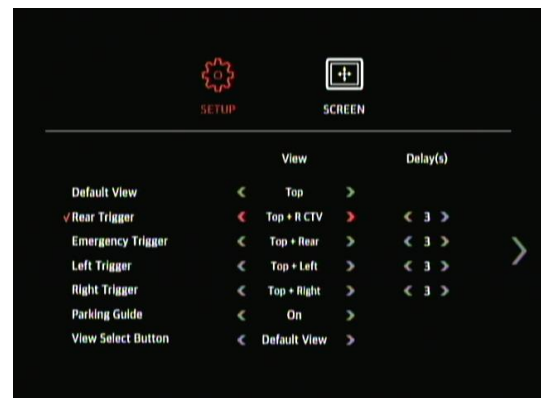 SETUP SCREEN
View Delay(s)
Default View < Top >
√ Rear Trigger < Top + R CTV > < 3 >
Emergency Trigger < Top + Rear > < 3 >
Left Trigger < Top + Left > < 3 >
Right Trigger < Top + Right > < 3 >
Parking Guide < On >
View Select Button < Default View >